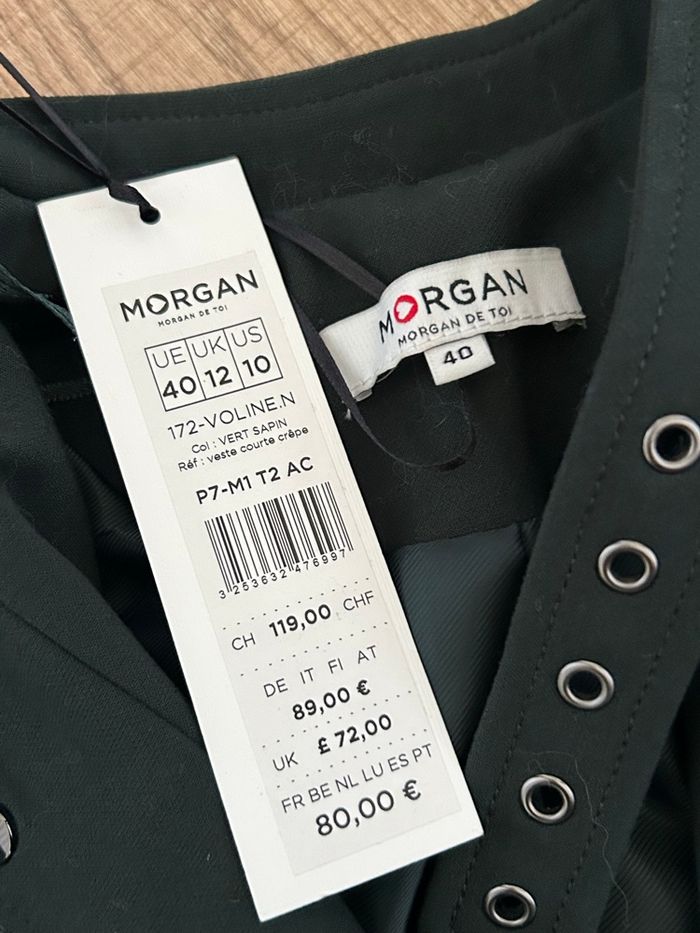 MORGAN
MORGAN DE TOI
UE UK US
40 12 10
172-VOLINE.N
Col : VERT SAPIN
Réf : veste courte crêpe
P7-M1 T2 AC
3 253632 476997
CH 119,00 CHF
DE IT FI AT
89,00 €
UK £ 72,00
FR BE NL LU ES PT
80,00 €
MORGAN
MORGAN DE TOI
40